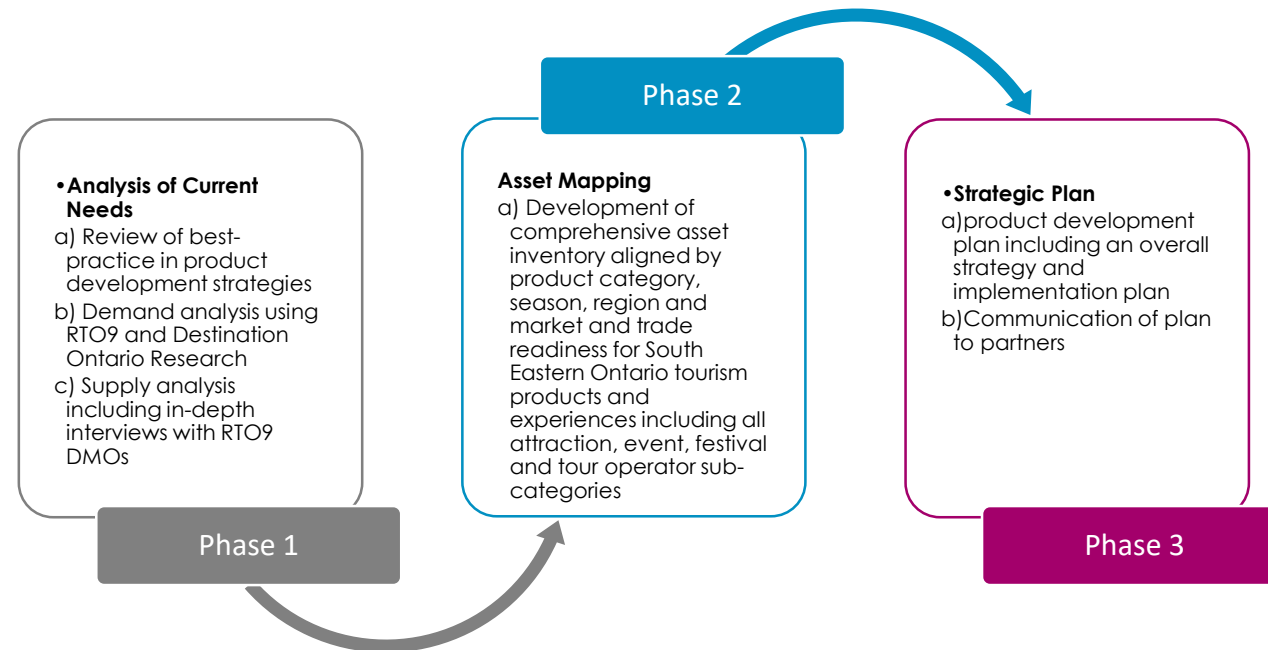 •Analysis of Current
Needs
a) Review of best-
practice in product
development strategies
b) Demand analysis using
RTO9 and Destination
Ontario Research
c) Supply analysis
including in-depth
interviews with RTO9
DMOs
Phase 1
Phase 2
Asset Mapping
a) Development of
comprehensive asset
inventory aligned by
product category,
season, region and
market and trade
readiness for South
Eastern Ontario tourism
products and
experiences including all
attraction, event, festival
and tour operator sub-
categories
•Strategic Plan
a)product development
plan including an overall
strategy and
implementation plan
b)Communication of plan
to partners
Phase 3